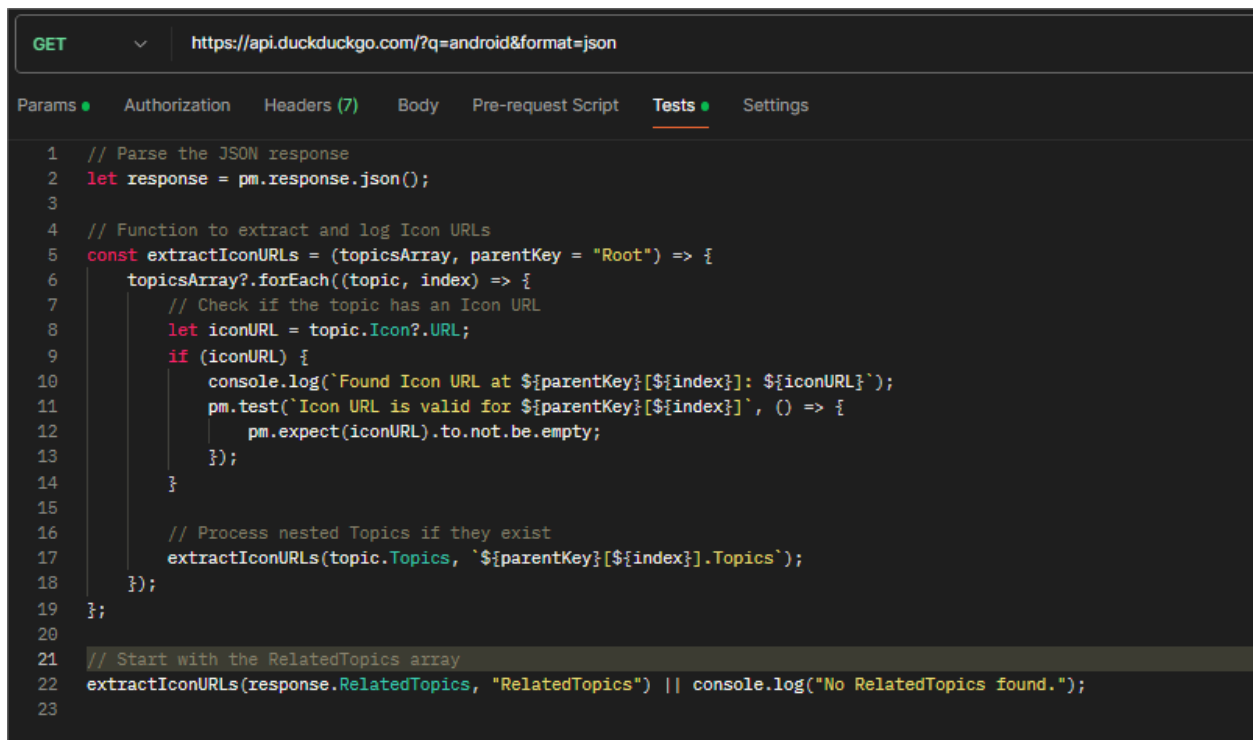 GET https://api.duckduckgo.com/?q=android&format=json
Params Authorization Headers (7) Body Pre-request Script Tests Settings
1 // Parse the JSON response
2 let response = pm.response.json();
3
4 // Function to extract and log Icon URLs
5 const extractIconURLs = (topicsArray, parentKey = "Root") => {
6     topicsArray?.forEach((topic, index) => {
7         // Check if the topic has an Icon URL
8         let iconURL = topic.Icon?.URL;
9         if (iconURL) {
10             console.log(`Found Icon URL at ${parentKey}[${index}]: ${iconURL}`);
11             pm.test(`Icon URL is valid for ${parentKey}[${index}]`, () => {
12                 pm.expect(iconURL).to.not.be.empty;
13             });
14         }
15
16         // Process nested Topics if they exist
17         extractIconURLs(topic.Topics, `${parentKey}[${index}].Topics`);
18     });
19 };
20
21 // Start with the RelatedTopics array
22 extractIconURLs(response.RelatedTopics, "RelatedTopics") || console.log("No RelatedTopics found.");
23